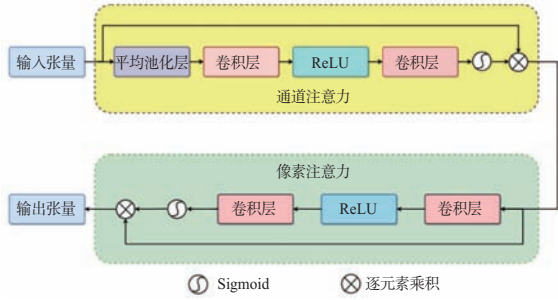 输入张量
平均池化层
卷积层
ReLU
卷积层
通道注意力
像素注意力
输出张量
卷积层
ReLU
卷积层
Sigmoid
逐元素乘积